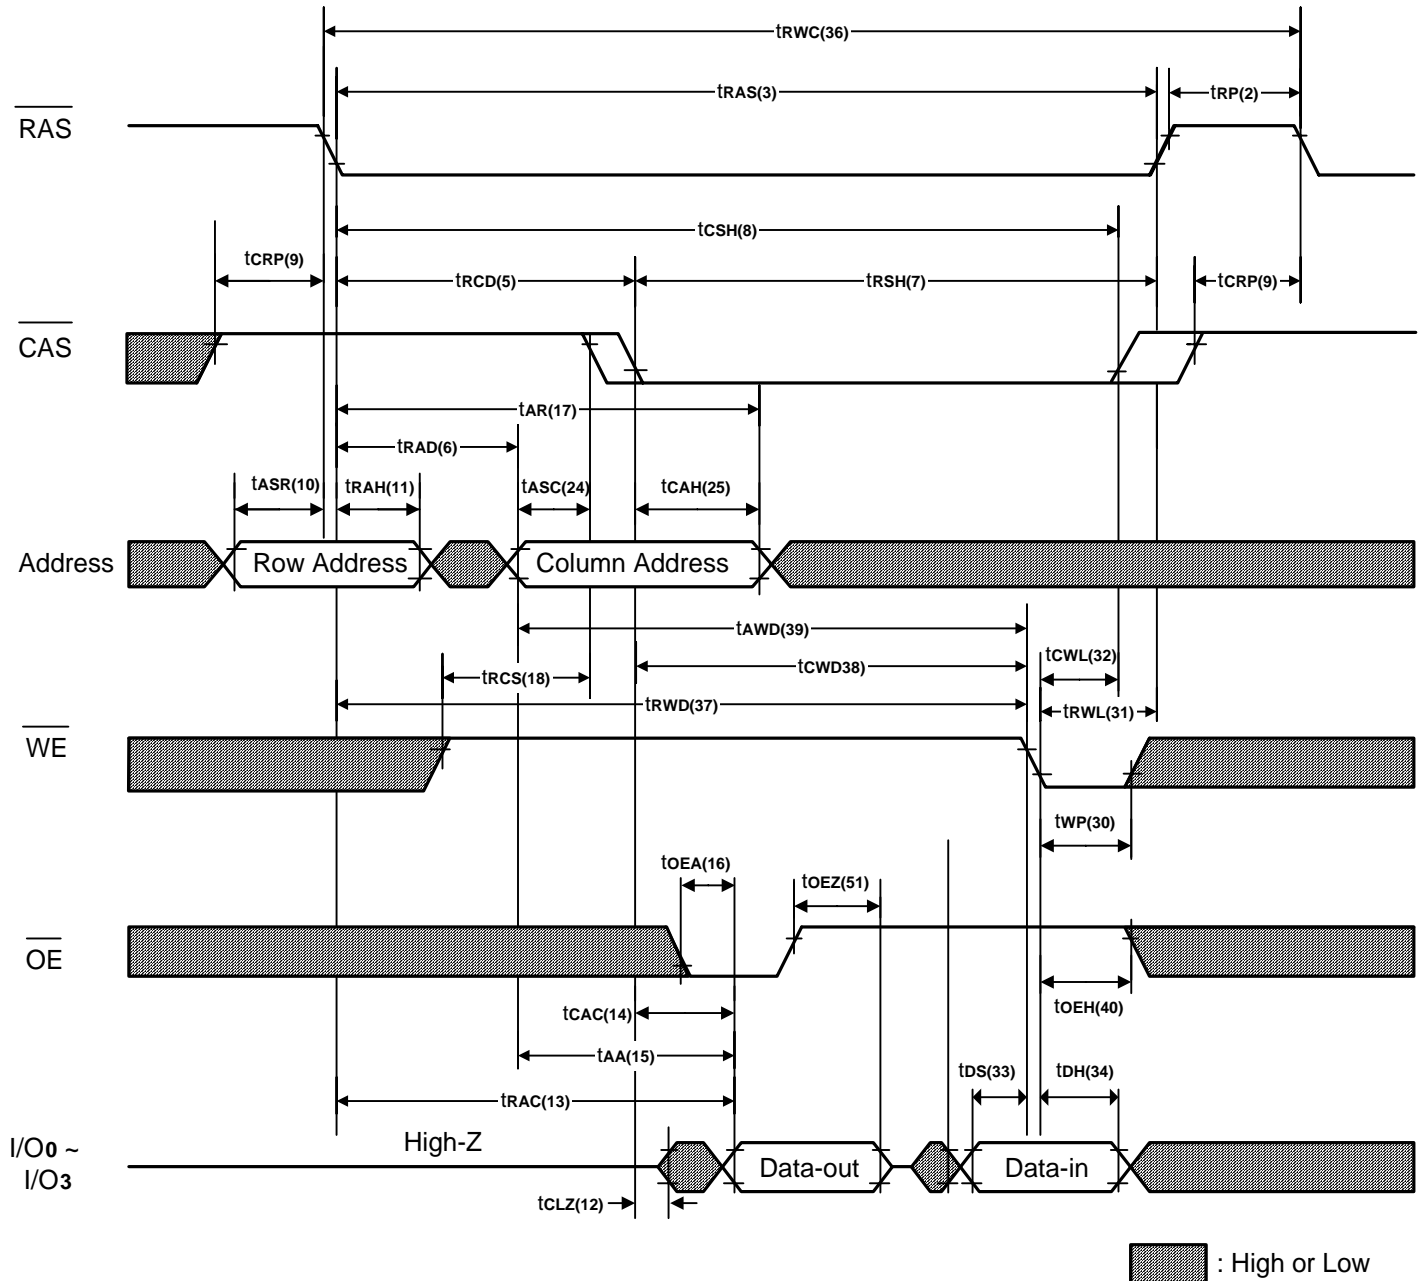 tRWC(36)
tRAS(3)
tRP(2)
RAS
tCSH(8)
tCRP(9)
tRCD(5)
tRSH(7)
tCRP(9)
CAS
tAR(17)
tRAD(6)
tASR(10)
tRAH(11)
tASC(24)
tCAH(25)
Address
Row Address
Column Address
tAWD(39)
tCWD38)
tCWL(32)
tRCS(18)
tRWD(37)
tRWL(31)
WE
tWP(30)
tOEA(16)
tOEZ(51)
OE
tCAC(14)
tOEH(40)
tAA(15)
tDS(33)
tDH(34)
tRAC(13)
High-Z
I/O0 ~
I/O3
Data-out
Data-in
tCLZ(12)
: High or Low